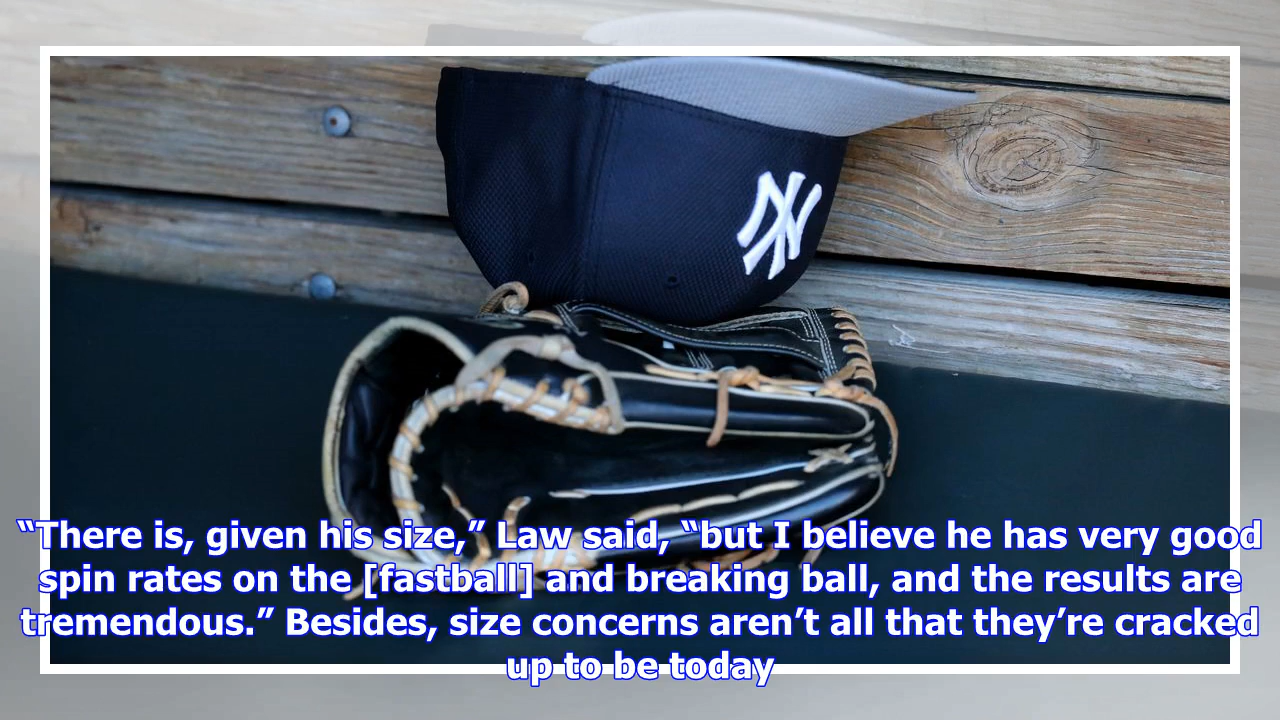 NY
“There is, given his size,” Law said, “but I believe he has very good
spin rates on the [fastball] and breaking ball, and the results are
tremendous.” Besides, size concerns aren’t all that they’re cracked
up to be today